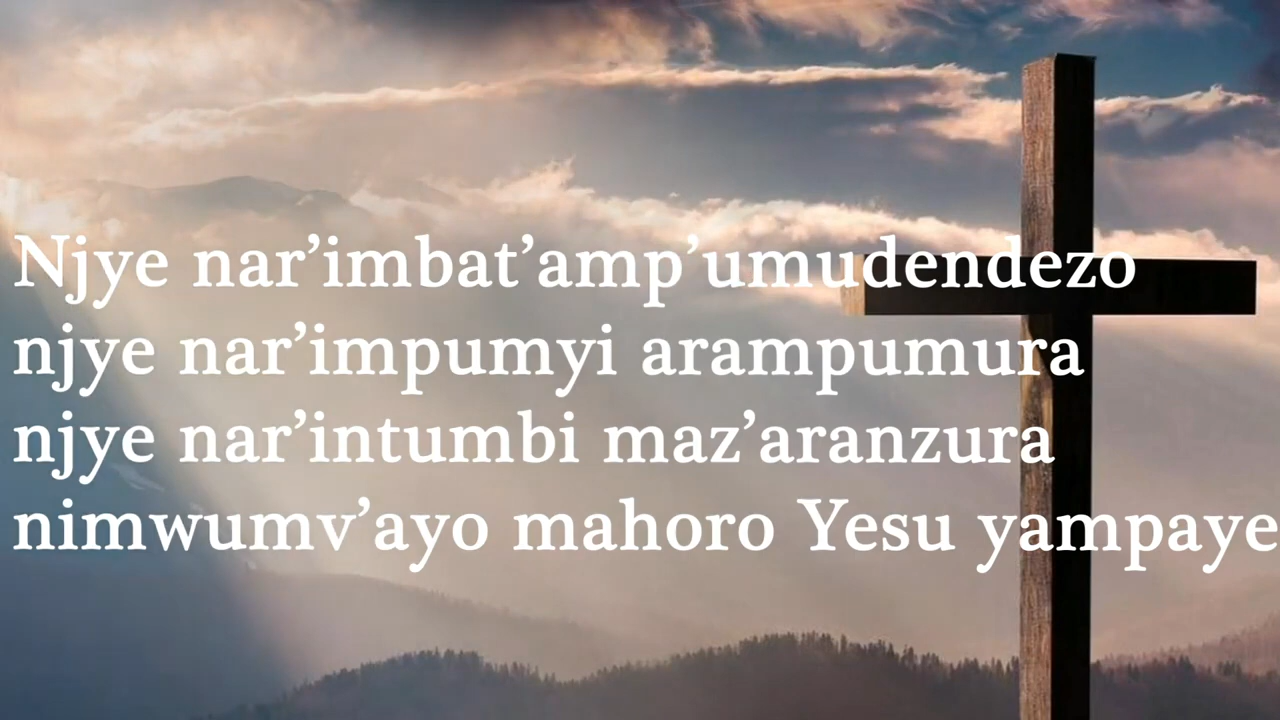 Njye nar’imbat’amp’umudendezo
njye nar’impumyi arampumura
njye nar’intumbi maz’aranzura
nimwumv’ayo mahoro Yesu yampaye